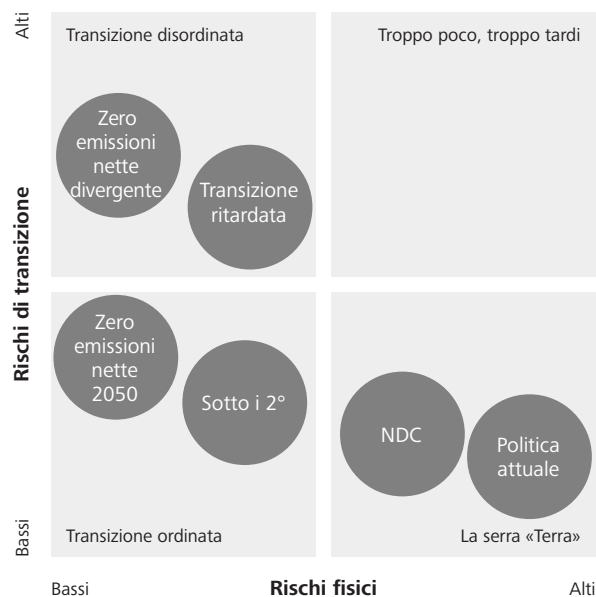 Alti
Transizione disordinata
Troppo poco, troppo tardi
Zero
emissioni
nette
divergente
Transizione
ritardata
Rischi di transizione
Zero
emissioni
nette
2050
Sotto i 2°
NDC
Politica
attuale
Bassi
Transizione ordinata
La serra «Terra»
Bassi
Rischi fisici
Alti